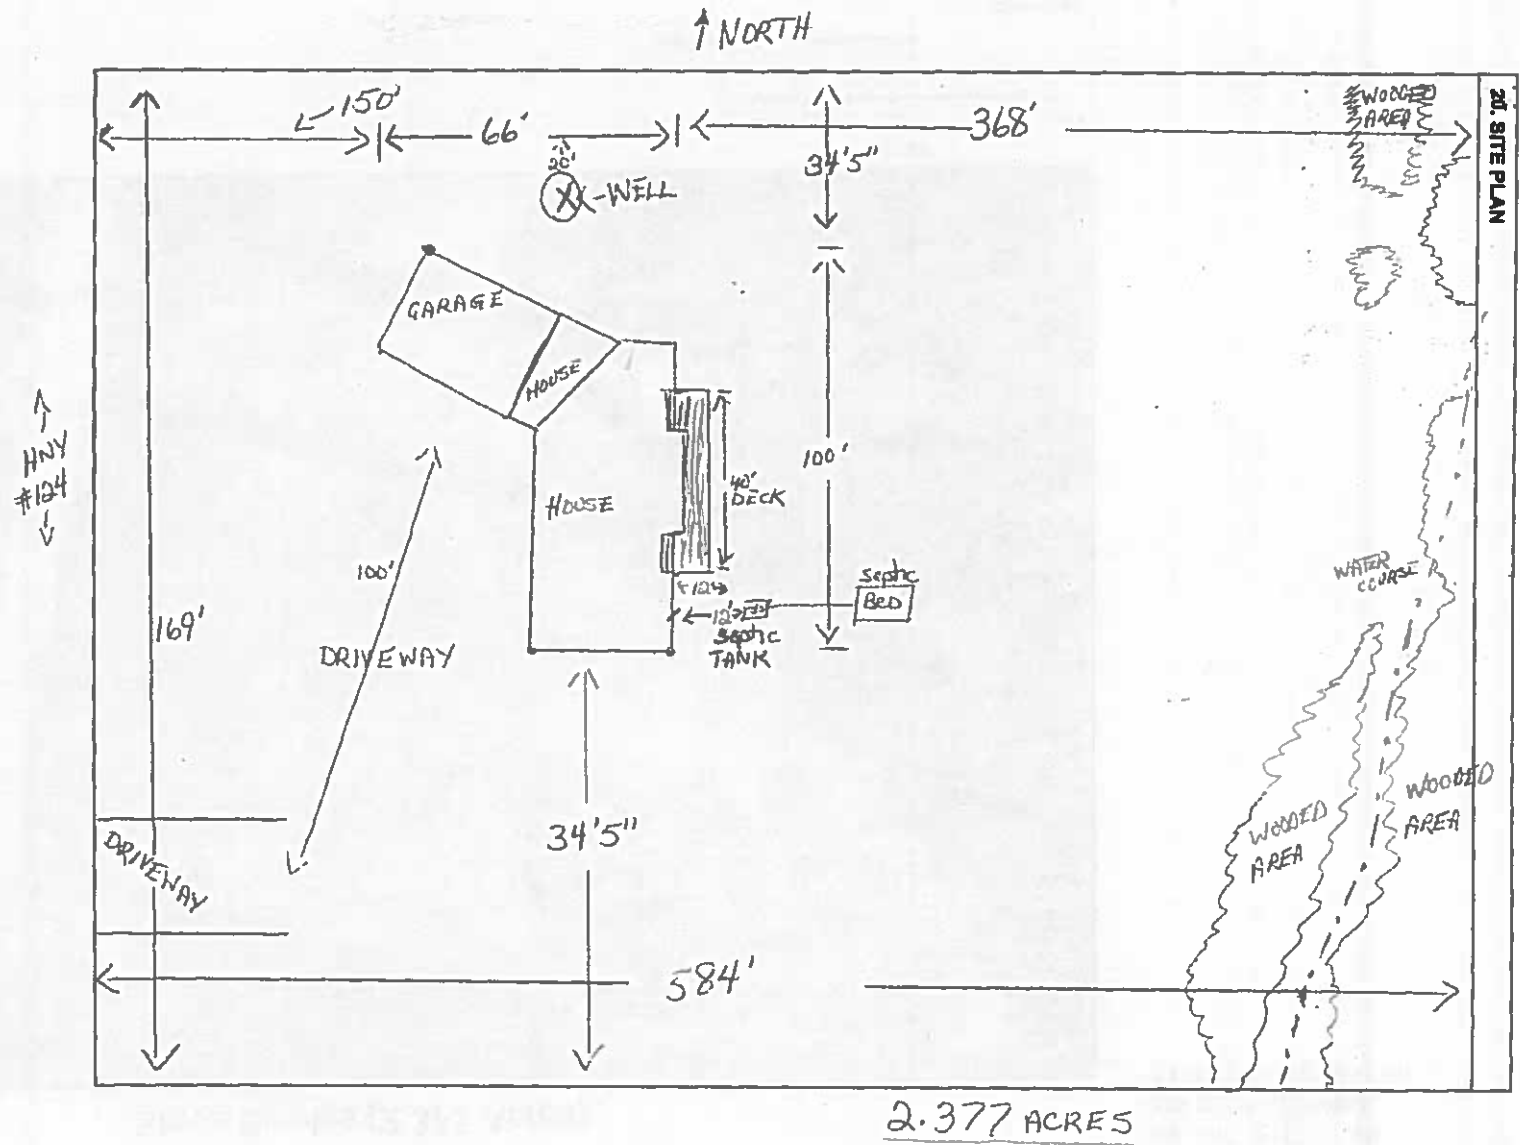 NORTH
20. SITE PLAN
150'
66'
368'
WOODED
AREA
20'
34'5"
X-WELL
GARAGE
HOUSE
HNY
#124
100'
40'
DECK
HOUSE
100'
WATER
COURSE
septic
BED
12'
12'
septic
TANK
169'
DRIVEWAY
34'5"
WOODED
AREA
WOODED
AREA
DRIVEWAY
584'
2.377 ACRES